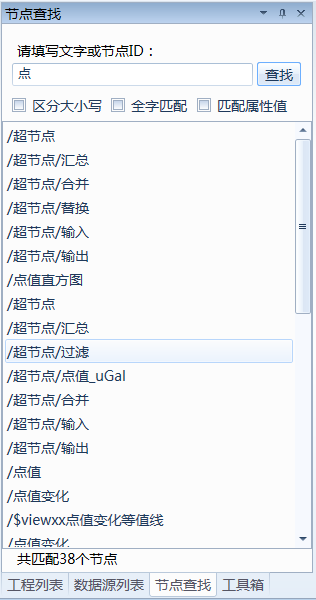 节点查找
请填写文字或节点ID：
点 查找
区分大小写 全字匹配 匹配属性值
/超节点
/超节点/汇总
/超节点/合并
/超节点/替换
/超节点/输入
/超节点/输出
/点值直方图
/超节点
/超节点/汇总
/超节点/过滤
/超节点/点值_uGal
/超节点/合并
/超节点/输入
/超节点/输出
/点值
/点值变化
/$viewxx点值变化等值线
/点值变化
共匹配38个节点
工程列表 数据源列表 节点查找 工具箱